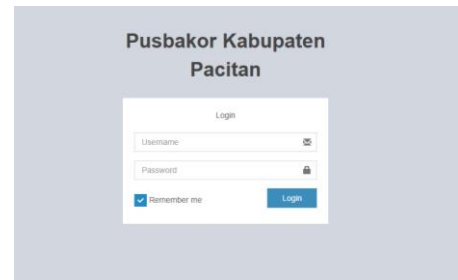 Pusbakor Kabupaten
Pacitan
Login
Username
Password
Remember me
Login